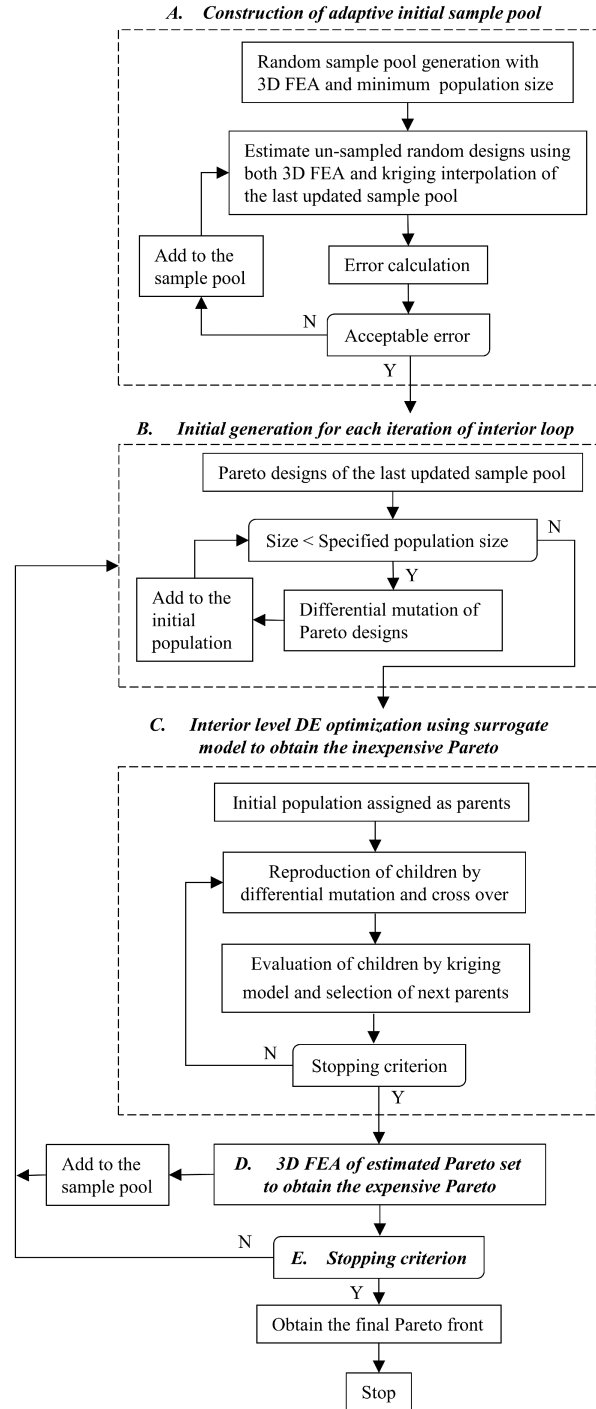 A. Construction of adaptive initial sample pool
Random sample pool generation with
3D FEA and minimum population size
Estimate un-sampled random designs using
both 3D FEA and kriging interpolation of
the last updated sample pool
Add to the
sample pool
Error calculation
N
Acceptable error
Y
B. Initial generation for each iteration of interior loop
Pareto designs of the last updated sample pool
Size < Specified population size
N
Y
Add to the
initial
population
Differential mutation of
Pareto designs
C. Interior level DE optimization using surrogate
model to obtain the inexpensive Pareto
Initial population assigned as parents
Reproduction of children by
differential mutation and cross over
Evaluation of children by kriging
model and selection of next parents
N
Stopping criterion
Y
Add to the
sample pool
D. 3D FEA of estimated Pareto set
to obtain the expensive Pareto
N
E. Stopping criterion
Y
Obtain the final Pareto front
Stop